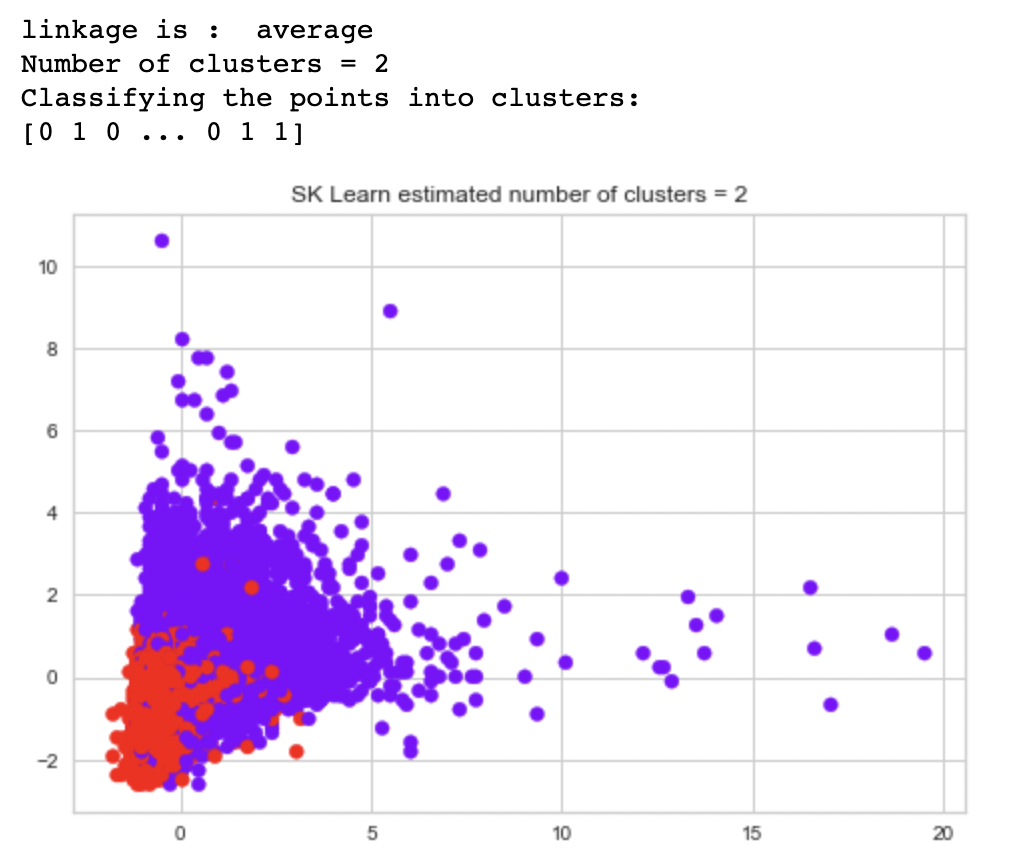 linkage is :  average
Number of clusters = 2
Classifying the points into clusters:
[0 1 0 ... 0 1 1]
SK Learn estimated number of clusters = 2
10
8
6
4
2
0
−2
0 5 10 15 20